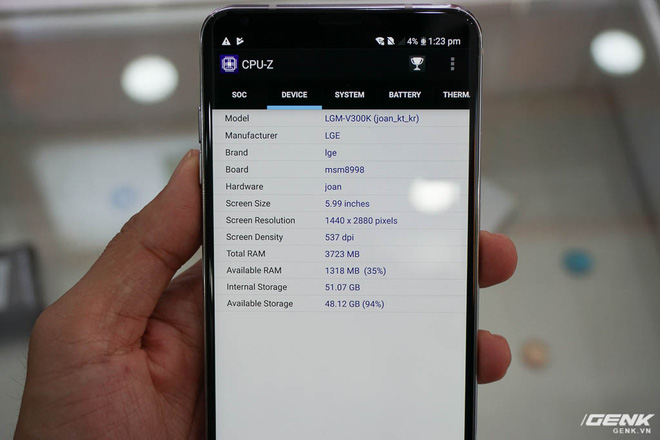 4% 1:23 pm
CPU-Z
SOC DEVICE SYSTEM BATTERY THERM
Model LGM-V300K (joan_kt_kr)
Manufacturer LGE
Brand lge
Board msm8998
Hardware joan
Screen Size 5.99 inches
Screen Resolution 1440 x 2880 pixels
Screen Density 537 dpi
Total RAM 3723 MB
Available RAM 1318 MB (35%)
Internal Storage 51.07 GB
Available Storage 48.12 GB (94%)
GENK
GENK.VN